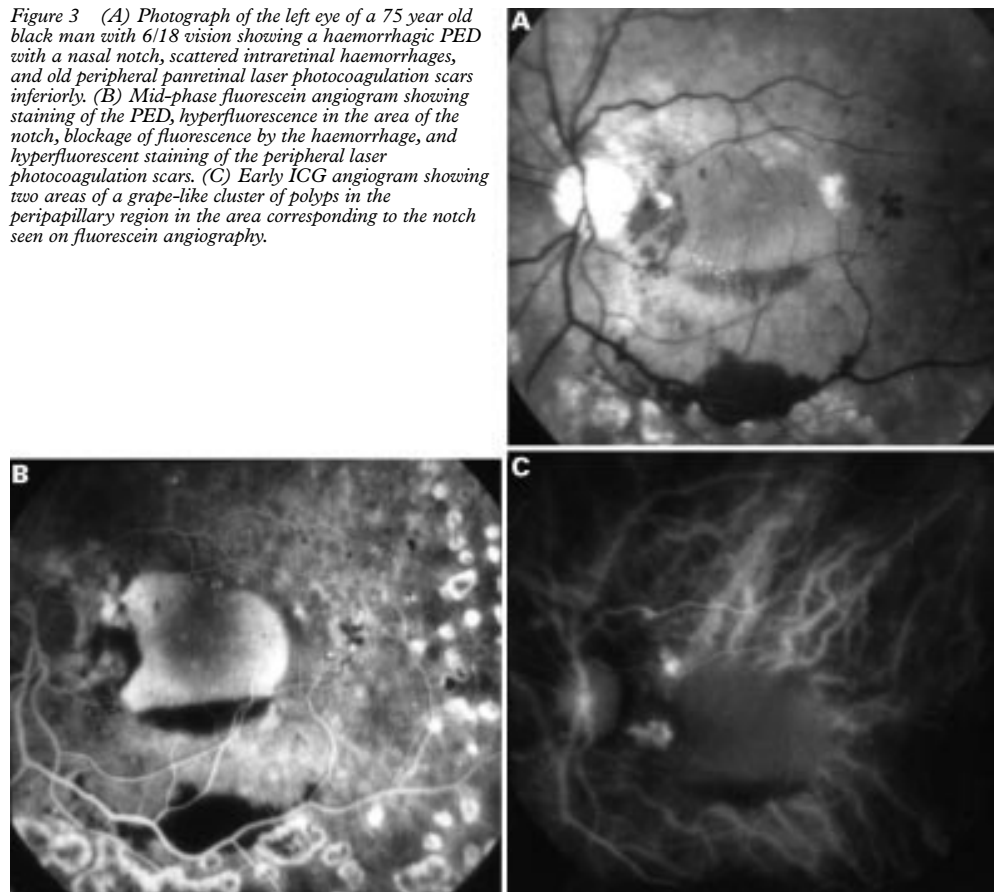 Figure 3 (A) Photograph of the left eye of a 75 year old
black man with 6/18 vision showing a haemorrhagic PED
with a nasal notch, scattered intraretinal haemorrhages,
and old peripheral panretinal laser photocoagulation scars
inferiorly. (B) Mid-phase fluorescein angiogram showing
staining of the PED, hyperfluorescence in the area of the
notch, blockage of fluorescence by the haemorrhage, and
hyperfluorescent staining of the peripheral laser
photocoagulation scars. (C) Early ICG angiogram showing
two areas of a grape-like cluster of polyps in the
peripapillary region in the area corresponding to the notch
seen on fluorescein angiography.
A
B
C